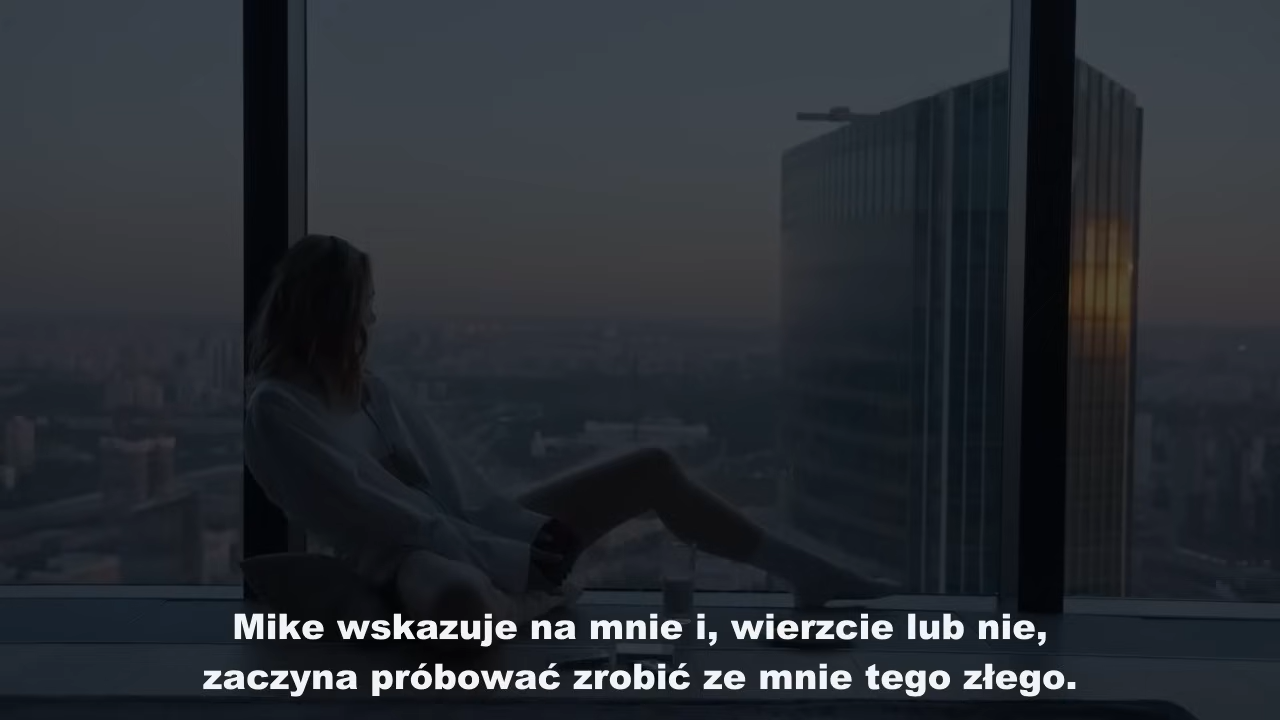 Mike wskazuje na mnie i, wierzcie lub nie,
zaczyna próbować zrobić ze mnie tego złego.